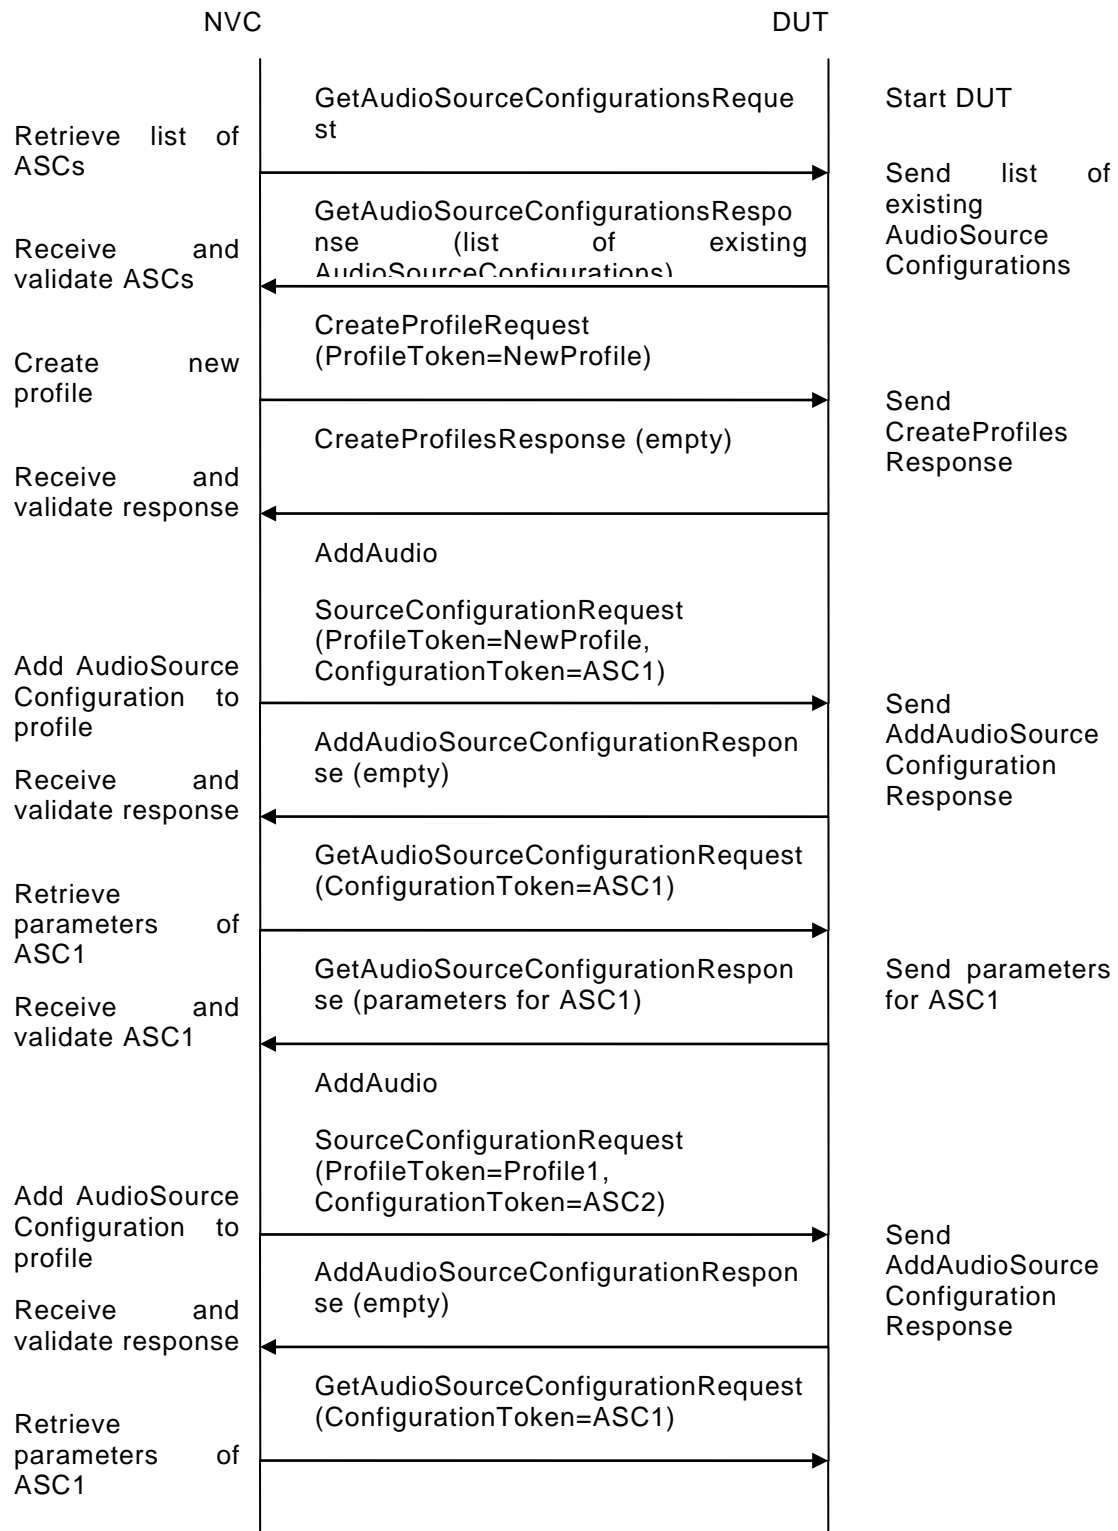 NVC
DUT
GetAudioSourceConfigurationsReque
st
Start DUT
Retrieve list of
ASCs
Send list of
existing
AudioSource
Configurations
GetAudioSourceConfigurationsRespo
nse (list of existing
AudioSourceConfigurations)
Receive and
validate ASCs
CreateProfileRequest
(ProfileToken=NewProfile)
Create new
profile
Send
CreateProfiles
Response
CreateProfilesResponse (empty)
Receive and
validate response
AddAudio
SourceConfigurationRequest
(ProfileToken=NewProfile,
ConfigurationToken=ASC1)
Add AudioSource
Configuration to
profile
Send
AddAudioSource
Configuration
Response
AddAudioSourceConfigurationRespon
se (empty)
Receive and
validate response
GetAudioSourceConfigurationRequest
(ConfigurationToken=ASC1)
Retrieve
parameters of
ASC1
GetAudioSourceConfigurationRespon
se (parameters for ASC1)
Send parameters
for ASC1
Receive and
validate ASC1
AddAudio
SourceConfigurationRequest
(ProfileToken=Profile1,
ConfigurationToken=ASC2)
Add AudioSource
Configuration to
profile
Send
AddAudioSource
Configuration
Response
AddAudioSourceConfigurationRespon
se (empty)
Receive and
validate response
GetAudioSourceConfigurationRequest
(ConfigurationToken=ASC1)
Retrieve
parameters of
ASC1